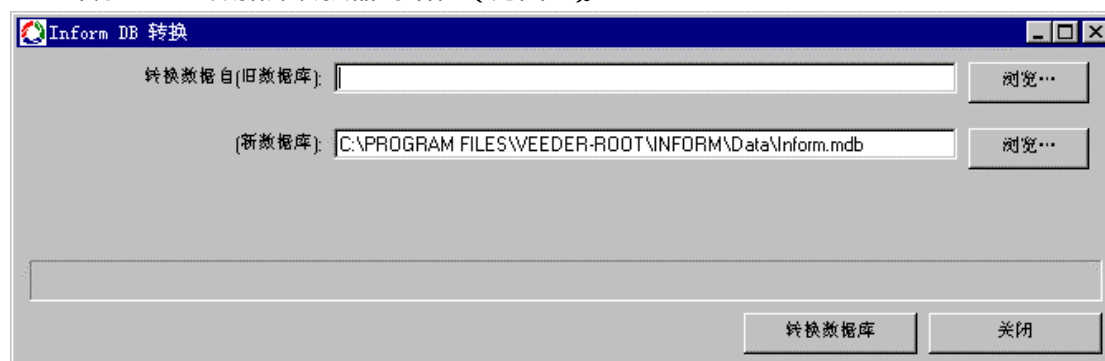 Inform DB 转换
转换数据自(旧数据库): 浏览…
(新数据库): C:\PROGRAM FILES\VEEDER-ROOT\INFORM\Data\Inform.mdb 浏览…
转换数据库 关闭